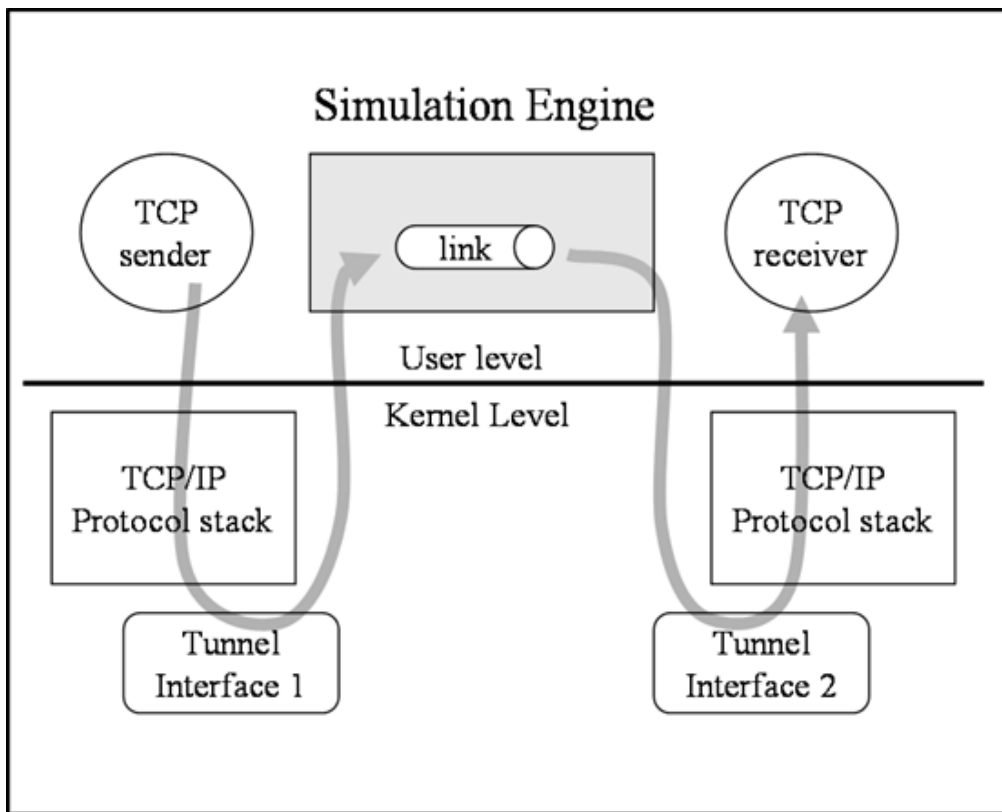 Simulation Engine
TCP
sender
link
TCP
receiver
User level
Kernel Level
TCP/IP
Protocol stack
TCP/IP
Protocol stack
Tunnel
Interface 1
Tunnel
Interface 2